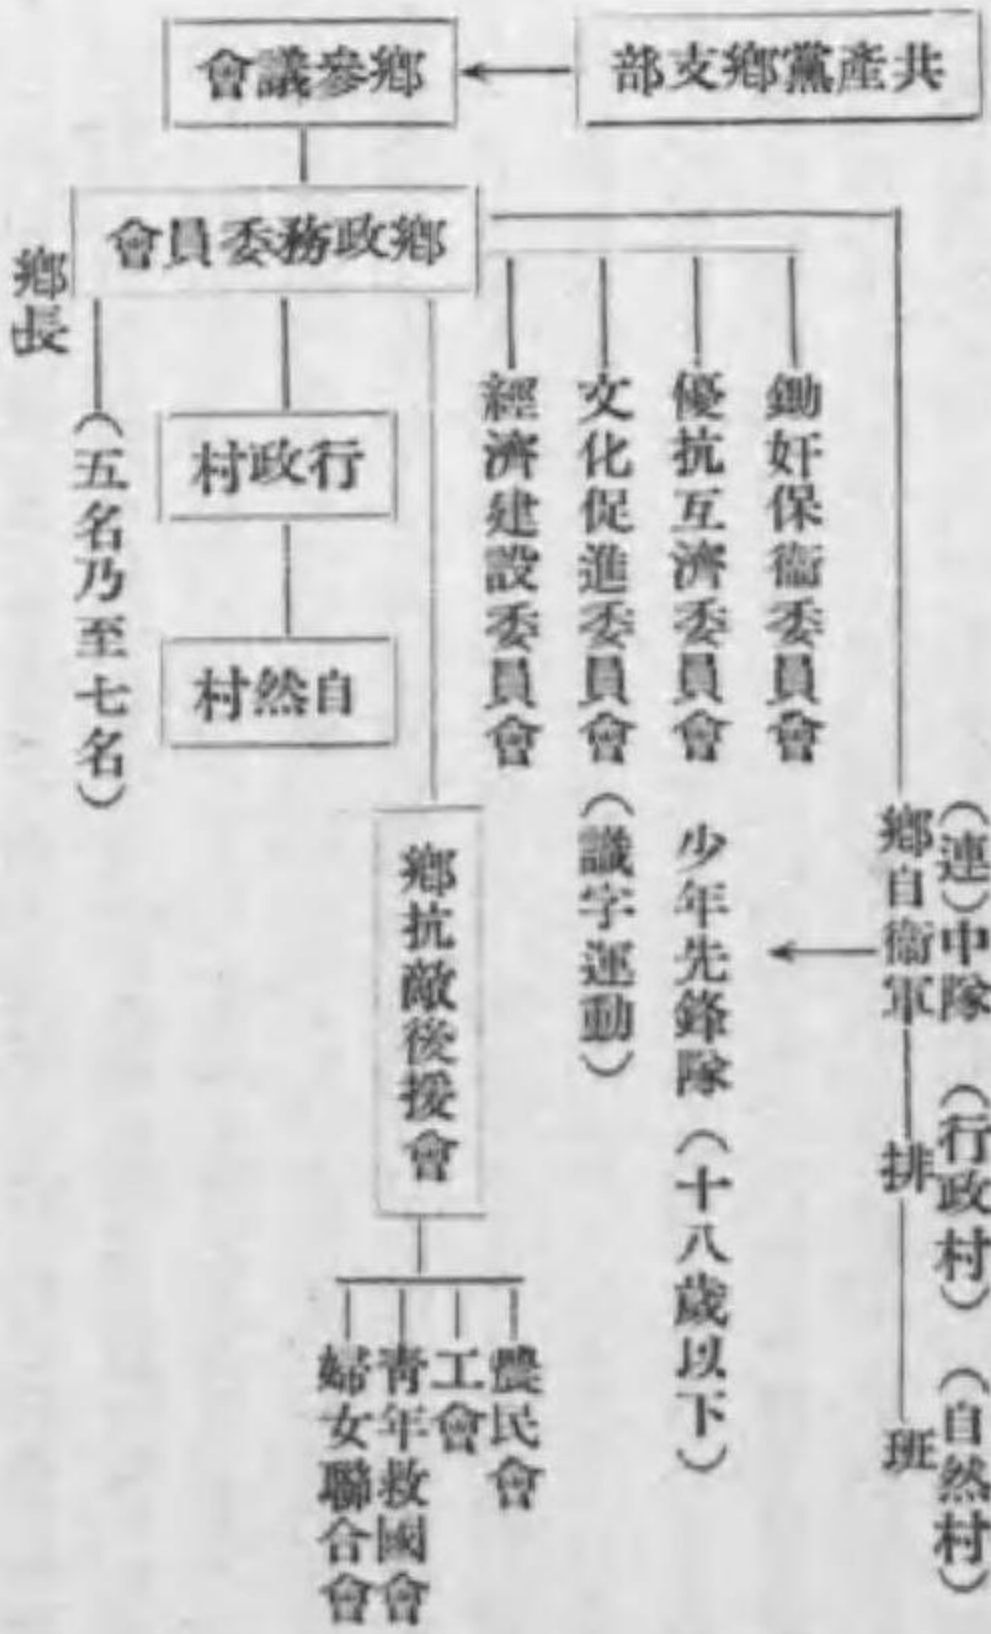 共產黨鄉支部
鄉參議會
鄉政務委員會
鄉長
(五名乃至七名)
行政村
自然村
鋤奸保衞委員會
優抗互濟委員會
文化促進委員會(識字運動)
經濟建設委員會
(連)中隊 (行政村) (自然村)
鄉自衞軍 排 班
少年先鋒隊(十八歲以下)
鄉抗敵後援會
農民會
工會
靑年救國會
婦女聯合會